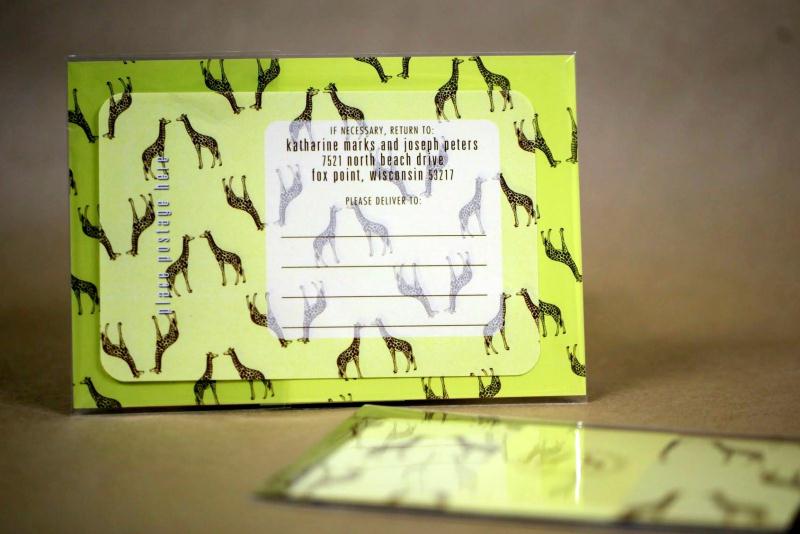 place postage here
IF NECESSARY, RETURN TO:
katharine marks and joseph peters
7521 north beach drive
fox point, wisconsin 53217
PLEASE DELIVER TO: